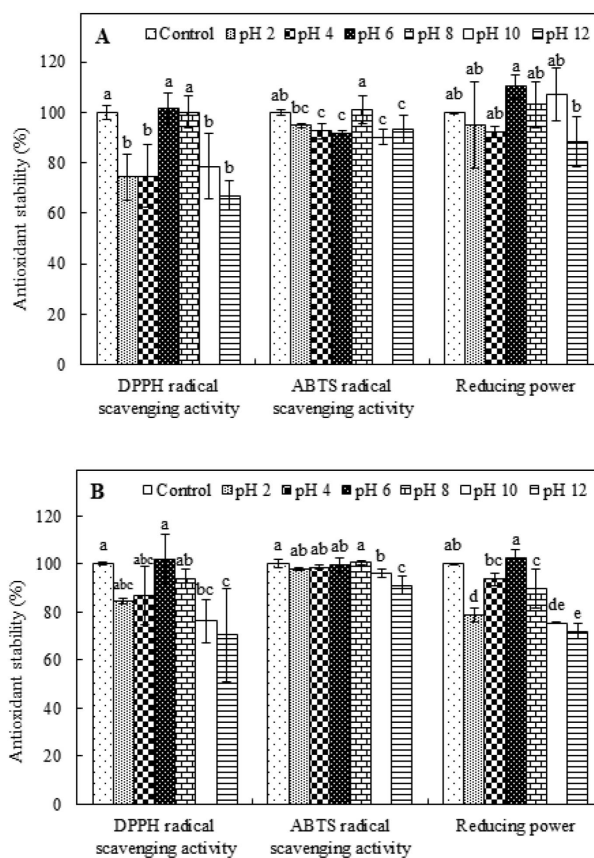 A
Control pH 2 pH 4 pH 6 pH 8 pH 10 pH 12
Antioxidant stability (%)
120
100
80
60
40
20
0
a b b a a b b
ab bc c c a c c
ab ab ab a ab ab b
DPPH radical
scavenging activity
ABTS radical
scavenging activity
Reducing power
B
Control pH 2 pH 4 pH 6 pH 8 pH 10 pH 12
Antioxidant stability (%)
120
100
80
60
40
20
0
a abc abc a ab bc c
a ab ab ab a b c
ab d bc a c de e
DPPH radical
scavenging activity
ABTS radical
scavenging activity
Reducing power